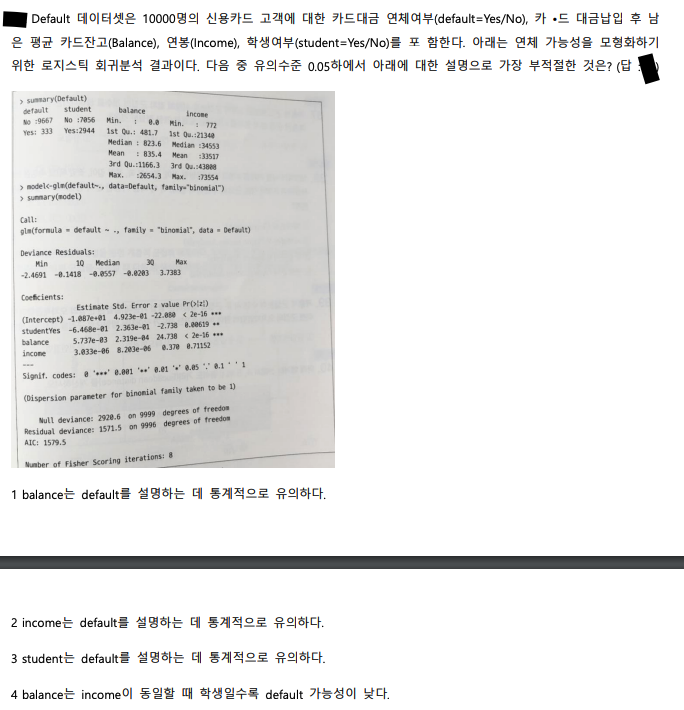 Default 데이터셋은 10000명의 신용카드 고객에 대한 카드대금 연체여부(default=Yes/No), 카 •드 대금납입 후 남
은 평균 카드잔고(Balance), 연봉(Income), 학생여부(student=Yes/No)를 포 함한다. 아래는 연체 가능성을 모형화하기
위한 로지스틱 회귀분석 결과이다. 다음 중 유의수준 0.05하에서 아래에 대한 설명으로 가장 부적절한 것은? (답 : )
> summary(Default)
default student balance income
No :9667 No :7056 Min. : 0.0 Min. : 772
Yes: 333 Yes:2944 1st Qu.: 481.7 1st Qu.:21340
Median : 823.6 Median :34553
Mean : 835.4 Mean :33517
3rd Qu.:1166.3 3rd Qu.:43808
Max. :2654.3 Max. :73554
> model<-glm(default~., data=Default, family="binomial")
> summary(model)
Call:
glm(formula = default ~ ., family = "binomial", data = Default)
Deviance Residuals:
Min 1Q Median 3Q Max
-2.4691 -0.1418 -0.0557 -0.0203 3.7383
Coefficients:
Estimate Std. Error z value Pr(>|z|)
(Intercept) -1.087e+01 4.923e-01 -22.080 < 2e-16 ***
studentYes -6.468e-01 2.363e-01 -2.738 0.00619 **
balance 5.737e-03 2.319e-04 24.738 < 2e-16 ***
income 3.033e-06 8.203e-06 0.370 0.71152
---
Signif. codes: 0 '***' 0.001 '**' 0.01 '*' 0.05 '.' 0.1 ' ' 1
(Dispersion parameter for binomial family taken to be 1)
Null deviance: 2920.6 on 9999 degrees of freedom
Residual deviance: 1571.5 on 9996 degrees of freedom
AIC: 1579.5
Number of Fisher Scoring iterations: 8
1 balance는 default를 설명하는 데 통계적으로 유의하다.
2 income는 default를 설명하는 데 통계적으로 유의하다.
3 student는 default를 설명하는 데 통계적으로 유의하다.
4 balance는 income이 동일할 때 학생일수록 default 가능성이 낮다.